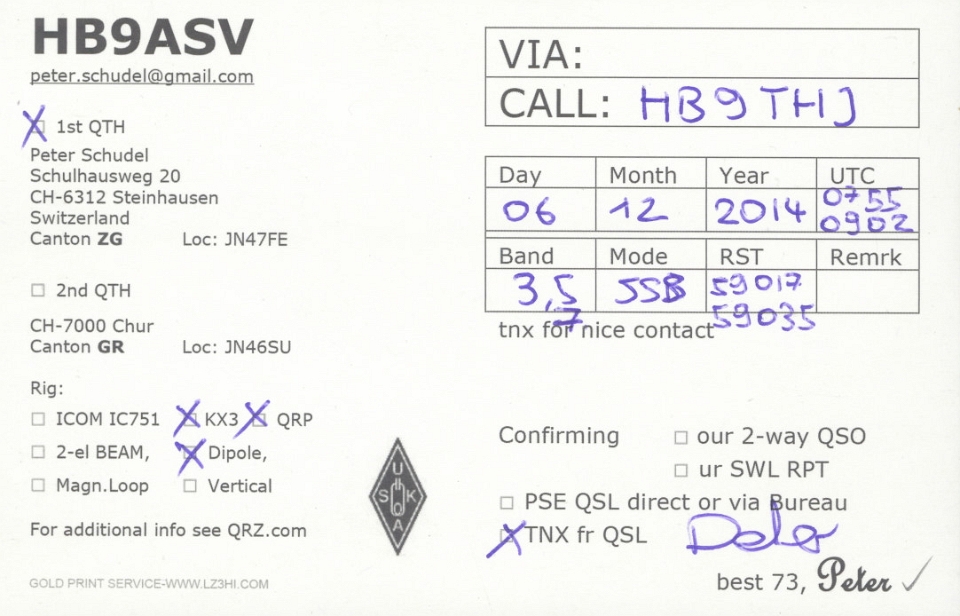 HB9ASV
peter.schudel@gmail.com
1st QTH
Peter Schudel
Schulhausweg 20
CH-6312 Steinhausen
Switzerland
Canton ZG Loc: JN47FE
2nd QTH
CH-7000 Chur
Canton GR Loc: JN46SU
Rig:
ICOM IC751 KX3 QRP
2-el BEAM, Dipole,
Magn.Loop Vertical
For additional info see QRZ.com
GOLD PRINT SERVICE-WWW.LZ3HI.COM
USKA
VIA:
CALL: HB9THJ
Day Month Year UTC
06 12 2014 0755
0902
Band Mode RST Remrk
3,5 SSB 59017
7 59035
tnx for nice contact
Confirming our 2-way QSO
ur SWL RPT
PSE QSL direct or via Bureau
TNX fr QSL
best 73, Peter